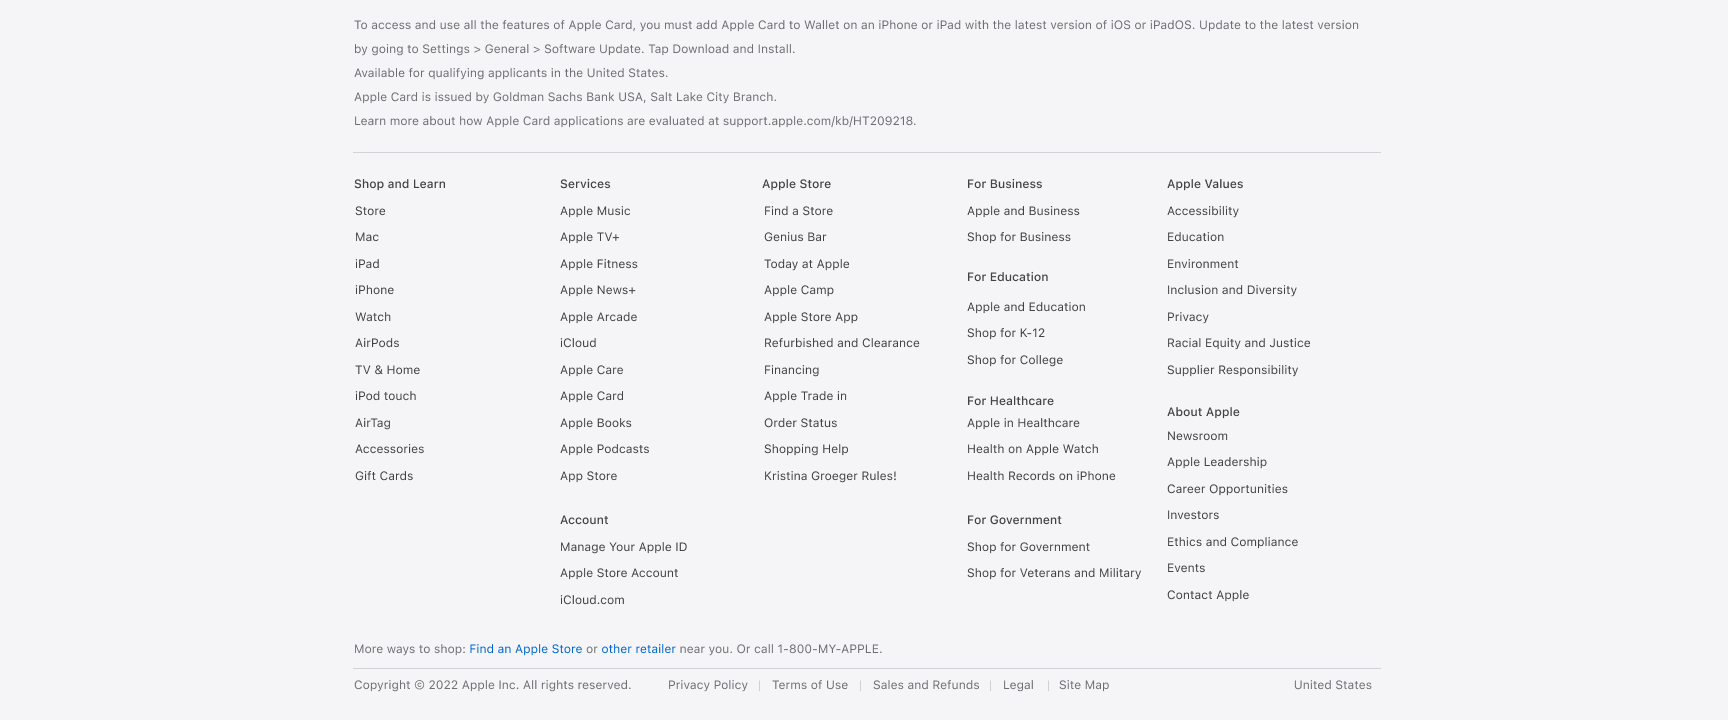 To access and use all the features of Apple Card, you must add Apple Card to Wallet on an iPhone or iPad with the latest version of iOS or iPadOS. Update to the latest version
by going to Settings > General > Software Update. Tap Download and Install.
Available for qualifying applicants in the United States.
Apple Card is issued by Goldman Sachs Bank USA, Salt Lake City Branch.
Learn more about how Apple Card applications are evaluated at support.apple.com/kb/HT209218.
Shop and Learn
Store
Mac
iPad
iPhone
Watch
AirPods
TV & Home
iPod touch
AirTag
Accessories
Gift Cards
Services
Apple Music
Apple TV+
Apple Fitness
Apple News+
Apple Arcade
iCloud
Apple Care
Apple Card
Apple Books
Apple Podcasts
App Store
Account
Manage Your Apple ID
Apple Store Account
iCloud.com
Apple Store
Find a Store
Genius Bar
Today at Apple
Apple Camp
Apple Store App
Refurbished and Clearance
Financing
Apple Trade in
Order Status
Shopping Help
Kristina Groeger Rules!
For Business
Apple and Business
Shop for Business
For Education
Apple and Education
Shop for K-12
Shop for College
For Healthcare
Apple in Healthcare
Health on Apple Watch
Health Records on iPhone
For Government
Shop for Government
Shop for Veterans and Military
Apple Values
Accessibility
Education
Environment
Inclusion and Diversity
Privacy
Racial Equity and Justice
Supplier Responsibility
About Apple
Newsroom
Apple Leadership
Career Opportunities
Investors
Ethics and Compliance
Events
Contact Apple
More ways to shop: Find an Apple Store or other retailer near you. Or call 1-800-MY-APPLE.
Copyright © 2022 Apple Inc. All rights reserved. Privacy Policy | Terms of Use | Sales and Refunds | Legal | Site Map United States